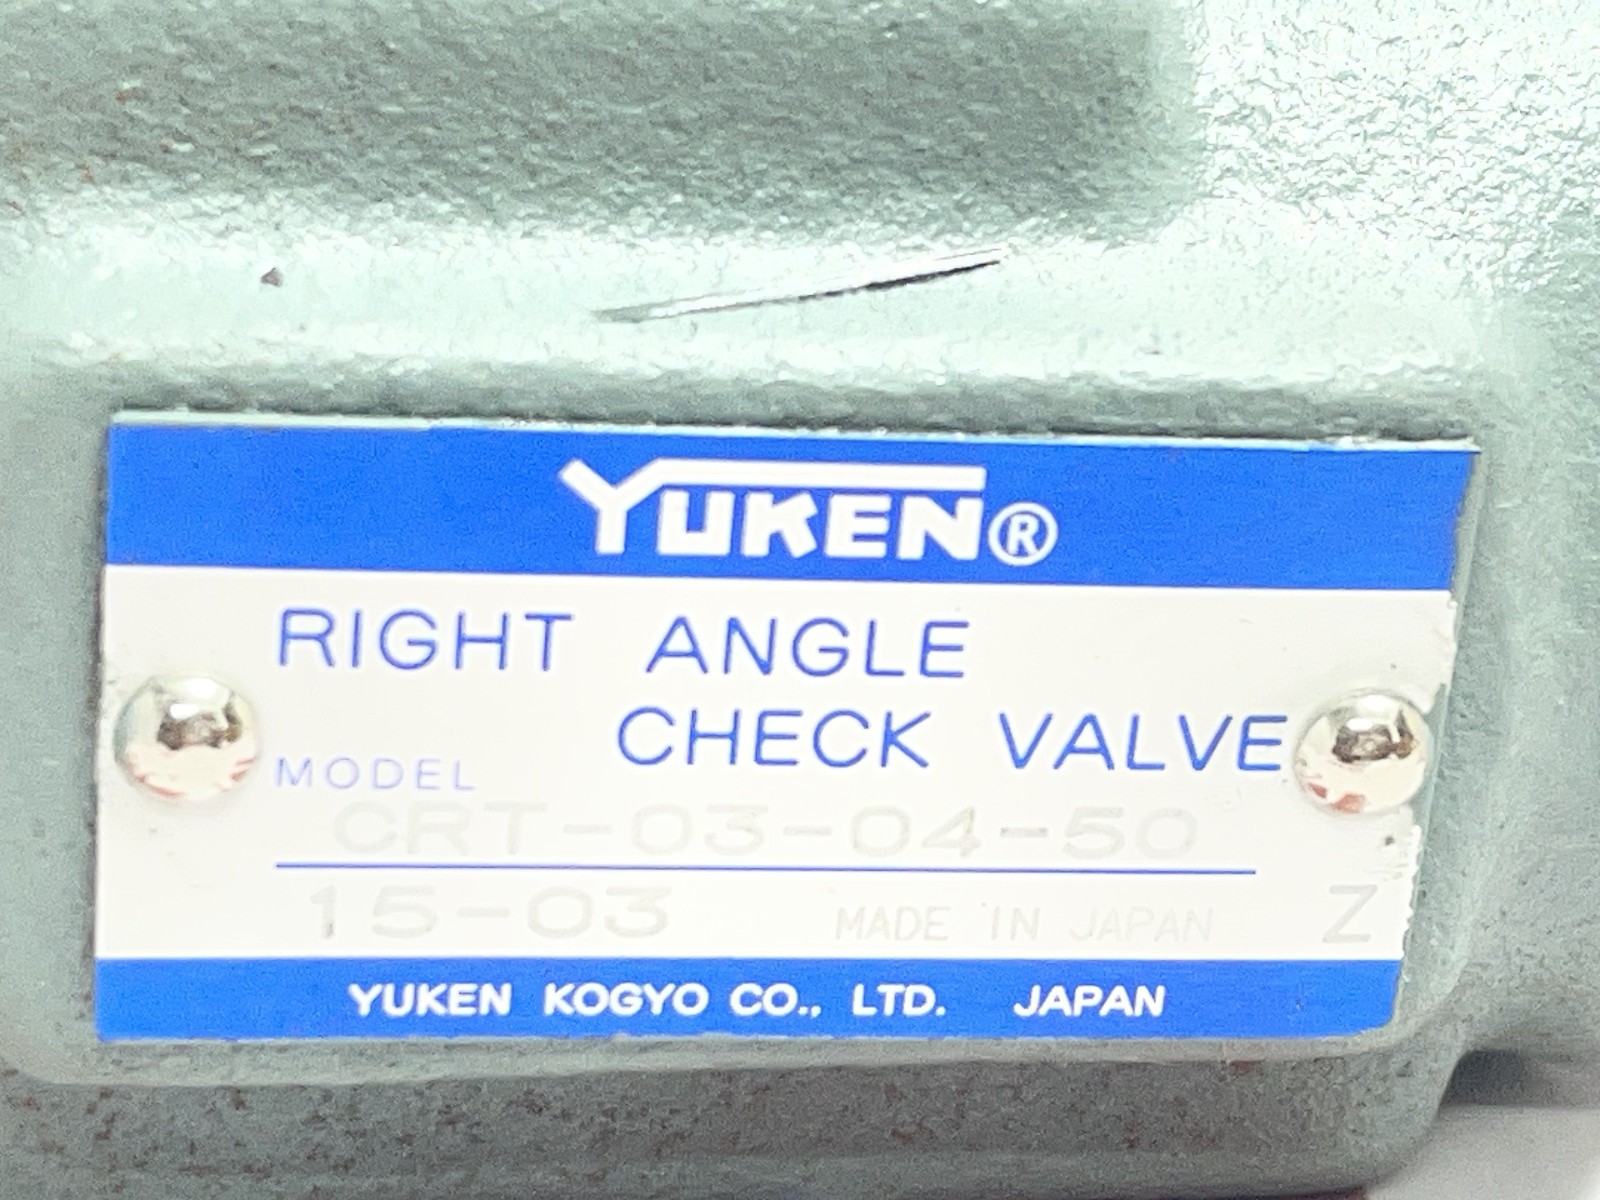 YUKEN®
RIGHT ANGLE
CHECK VALVE
MODEL
CRT-03-04-50
15-03 MADE IN JAPAN Z
YUKEN KOGYO CO., LTD. JAPAN